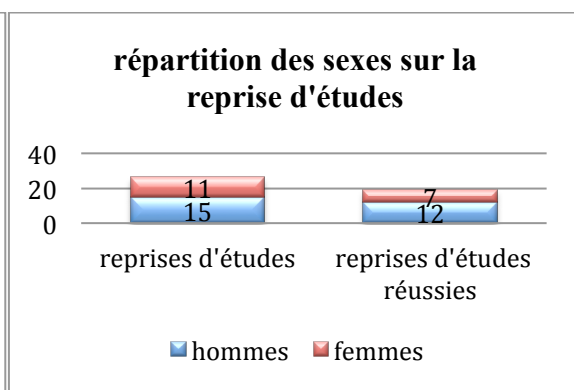 répartition des sexes sur la
reprise d'études
40
20
0
11
15
7
12
reprises d'études
reprises d'études
réussies
hommes femmes